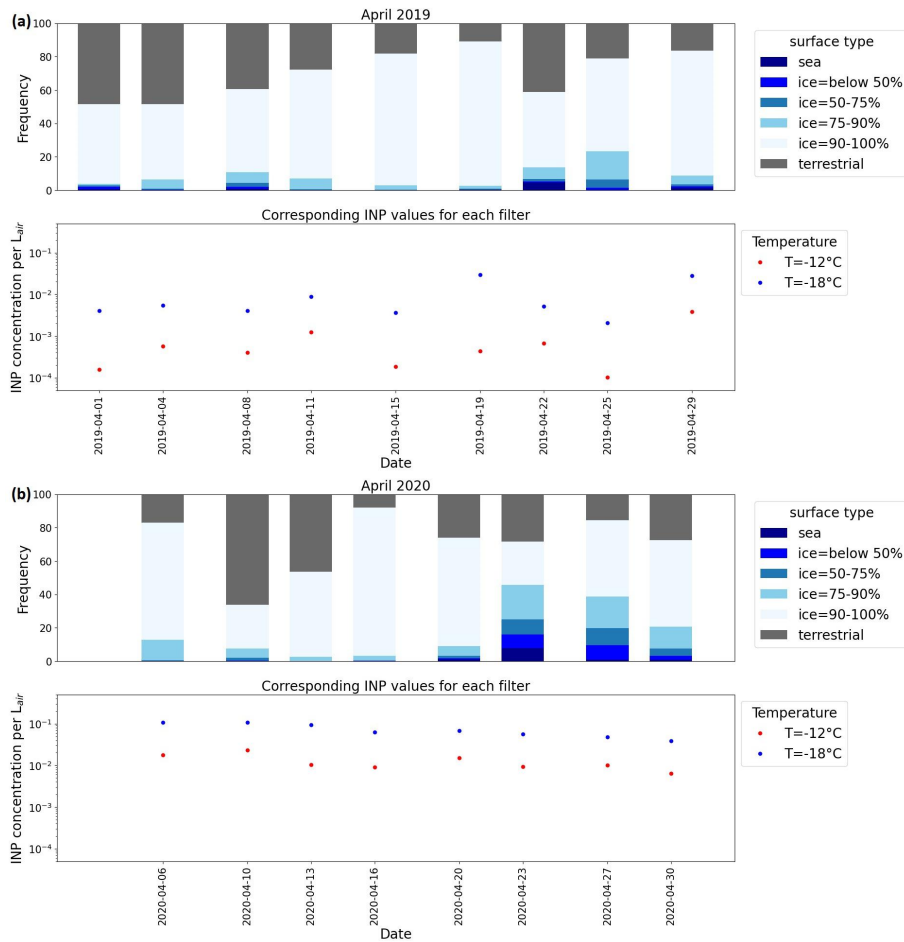 (a)
April 2019
100
80
60
40
20
0
Frequency
surface type
sea
ice=below 50%
ice=50-75%
ice=75-90%
ice=90-100%
terrestrial
Corresponding INP values for each filter
10⁻¹
10⁻²
10⁻³
10⁻⁴
INP concentration per Lair
Temperature
T=-12°C
T=-18°C
2019-04-01
2019-04-04
2019-04-08
2019-04-11
2019-04-15
2019-04-19
2019-04-22
2019-04-25
2019-04-29
Date
(b)
April 2020
100
80
60
40
20
0
Frequency
surface type
sea
ice=below 50%
ice=50-75%
ice=75-90%
ice=90-100%
terrestrial
Corresponding INP values for each filter
10⁻¹
10⁻²
10⁻³
10⁻⁴
INP concentration per Lair
Temperature
T=-12°C
T=-18°C
2020-04-06
2020-04-10
2020-04-13
2020-04-16
2020-04-20
2020-04-23
2020-04-27
2020-04-30
Date